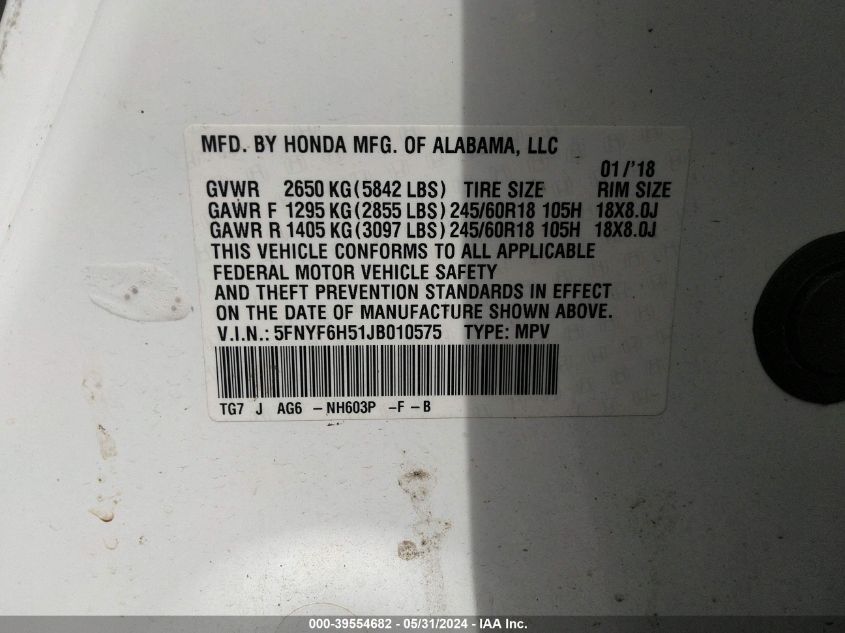 MFD. BY HONDA MFG. OF ALABAMA, LLC
01/'18
GVWR 2650 KG(5842 LBS) TIRE SIZE RIM SIZE
GAWR F 1295 KG(2855 LBS) 245/60R18 105H 18X8.0J
GAWR R 1405 KG(3097 LBS) 245/60R18 105H 18X8.0J
THIS VEHICLE CONFORMS TO ALL APPLICABLE
FEDERAL MOTOR VEHICLE SAFETY
AND THEFT PREVENTION STANDARDS IN EFFECT
ON THE DATE OF MANUFACTURE SHOWN ABOVE.
V.I.N.: 5FNYF6H51JB010575 TYPE: MPV
TG7 J AG6 -NH603P -F-B
000-39554682 - 05/31/2024 - IAA Inc.